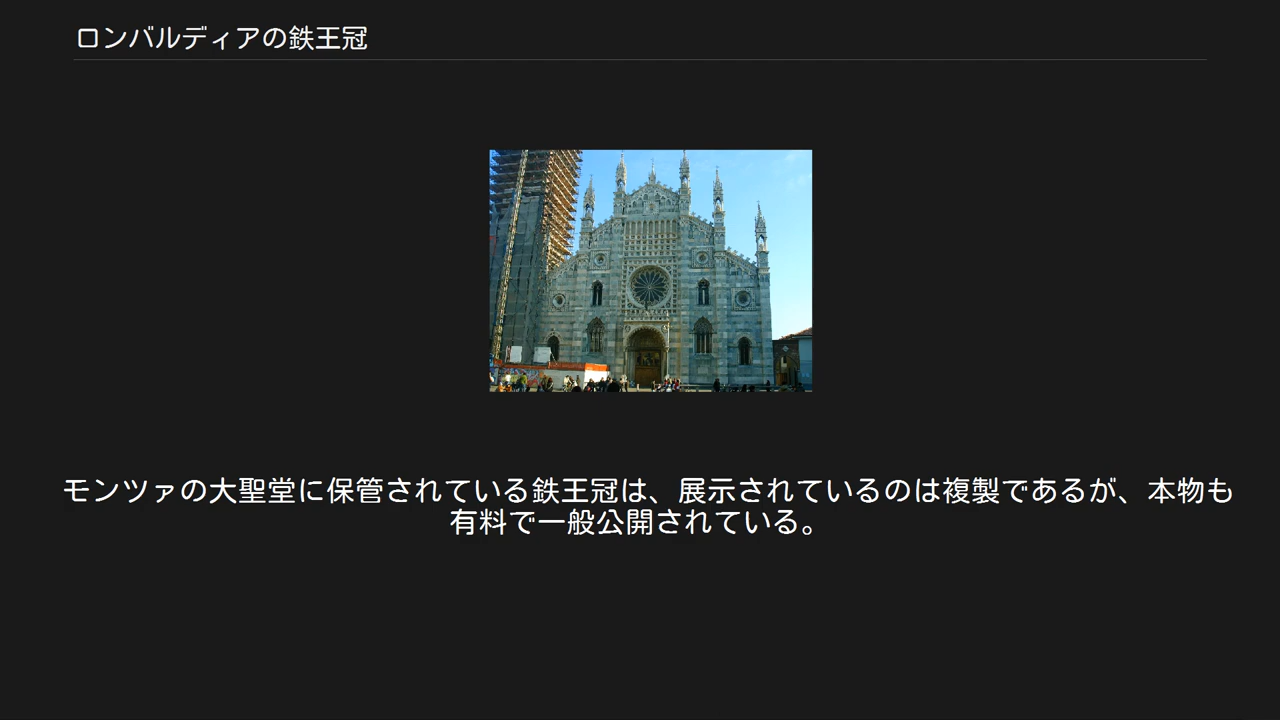 ロンバルディアの鉄王冠
モンツァの大聖堂に保管されている鉄王冠は、展示されているのは複製であるが、本物も
有料で一般公開されている。